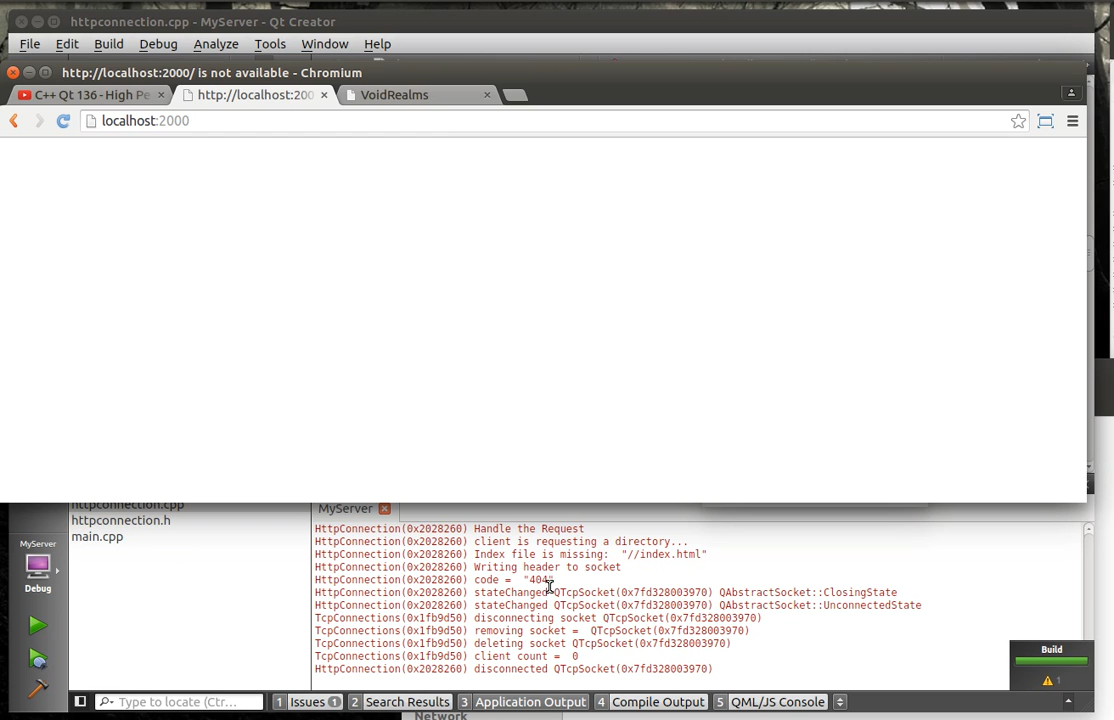 httpconnection.cpp - MyServer - Qt Creator
File Edit Build Debug Analyze Tools Window Help
http://localhost:2000/ is not available - Chromium
C++ Qt 136 - High Pe
http://localhost:200
VoidRealms
localhost:2000
httpconnection.cpp
httpconnection.h
main.cpp
MyServer
Debug
MyServer
HttpConnection(0x2028260) Handle the Request
HttpConnection(0x2028260) client is requesting a directory...
HttpConnection(0x2028260) Index file is missing:  "//index.html"
HttpConnection(0x2028260) Writing header to socket
HttpConnection(0x2028260) code =  "404"
HttpConnection(0x2028260) stateChanged QTcpSocket(0x7fd328003970) QAbstractSocket::ClosingState
HttpConnection(0x2028260) stateChanged QTcpSocket(0x7fd328003970) QAbstractSocket::UnconnectedState
TcpConnections(0x1fb9d50) disconnecting socket QTcpSocket(0x7fd328003970)
TcpConnections(0x1fb9d50) removing socket =  QTcpSocket(0x7fd328003970)
TcpConnections(0x1fb9d50) deleting socket QTcpSocket(0x7fd328003970)
TcpConnections(0x1fb9d50) client count =  0
HttpConnection(0x2028260) disconnected QTcpSocket(0x7fd328003970)
Build
1
Type to locate (Ctr...
1 Issues 1
2 Search Results
3 Application Output
4 Compile Output
5 QML/JS Console
Network